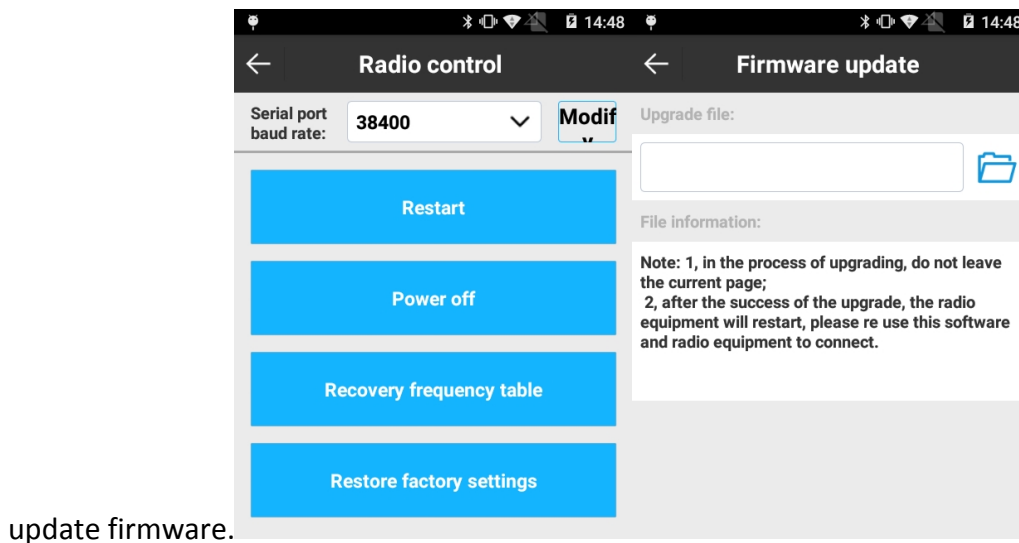 14:48
Radio control
Serial port
baud rate:
38400
Modif
y
Restart
Power off
Recovery frequency table
Restore factory settings
14:48
Firmware update
Upgrade file:
File information:
Note: 1, in the process of upgrading, do not leave
the current page;
2, after the success of the upgrade, the radio
equipment will restart, please re use this software
and radio equipment to connect.
update firmware.